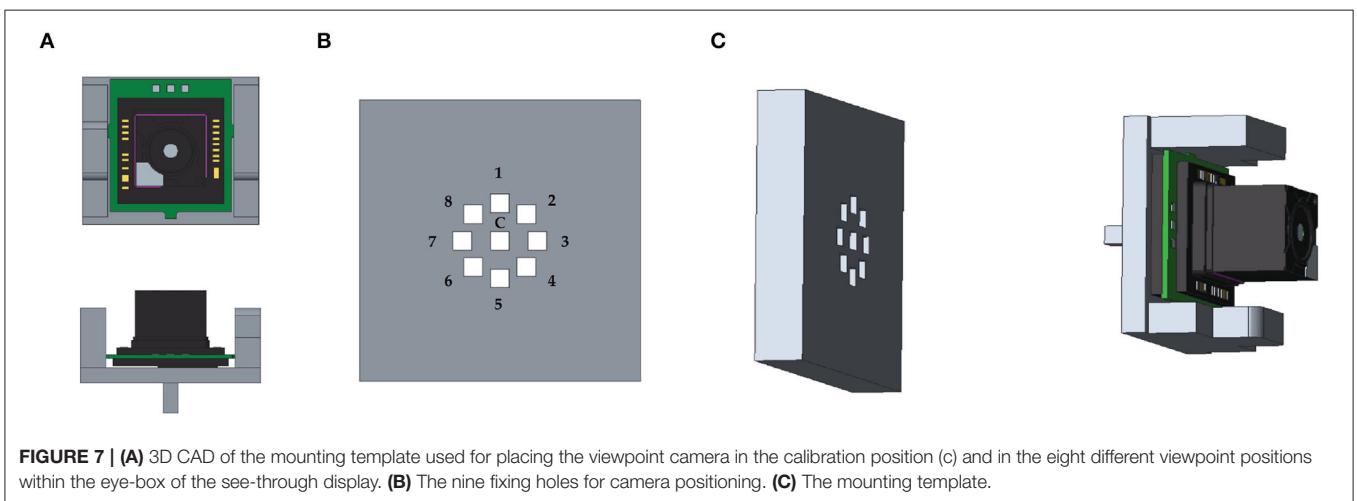 A
B
C
1
8
2
C
7
3
6
4
5
FIGURE 7 | (A) 3D CAD of the mounting template used for placing the viewpoint camera in the calibration position (c) and in the eight different viewpoint positions
within the eye-box of the see-through display. (B) The nine fixing holes for camera positioning. (C) The mounting template.